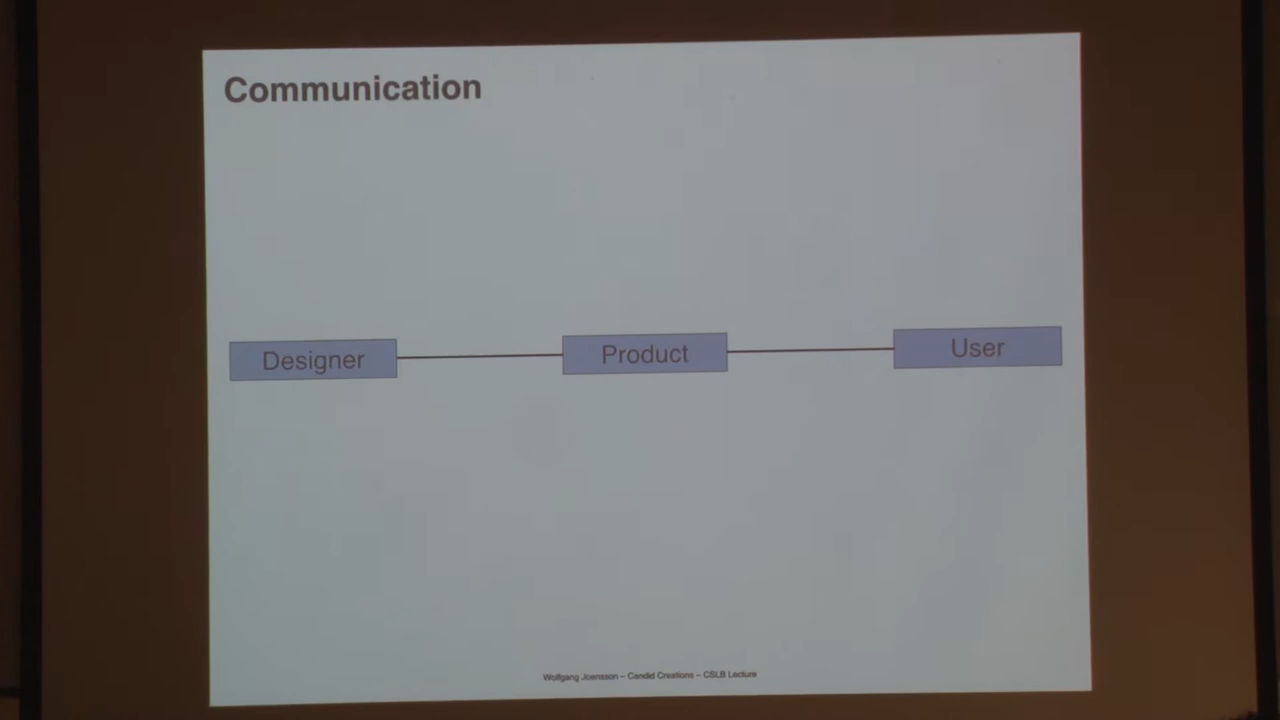 Communication
Designer
Product
User
Wolfgang Joensson – Candid Creations – CSLB Lecture